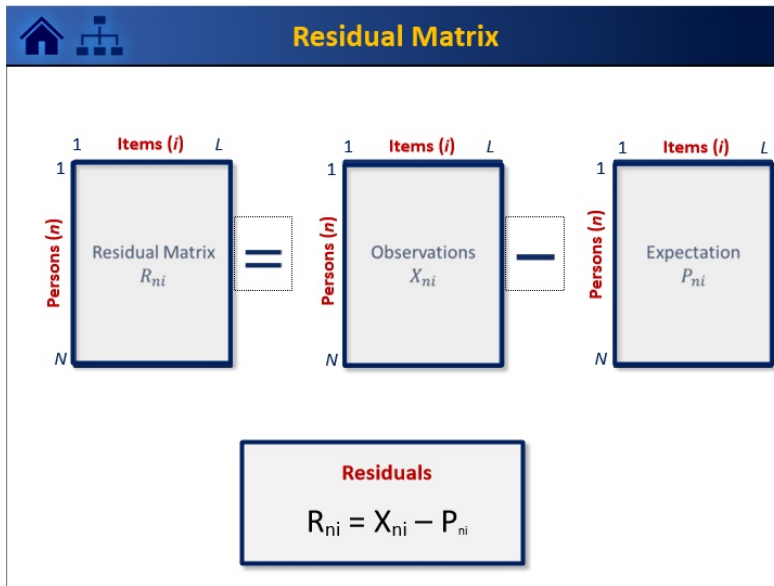 Residual Matrix
1 Items (i) L
1 Items (i) L
1 Items (i) L
1
1
1
Persons (n)
Persons (n)
Persons (n)
Residual Matrix
Rₙᵢ
=
Observations
Xₙᵢ
−
Expectation
Pₙᵢ
N
N
N
Residuals
Rₙᵢ = Xₙᵢ – Pₙᵢ